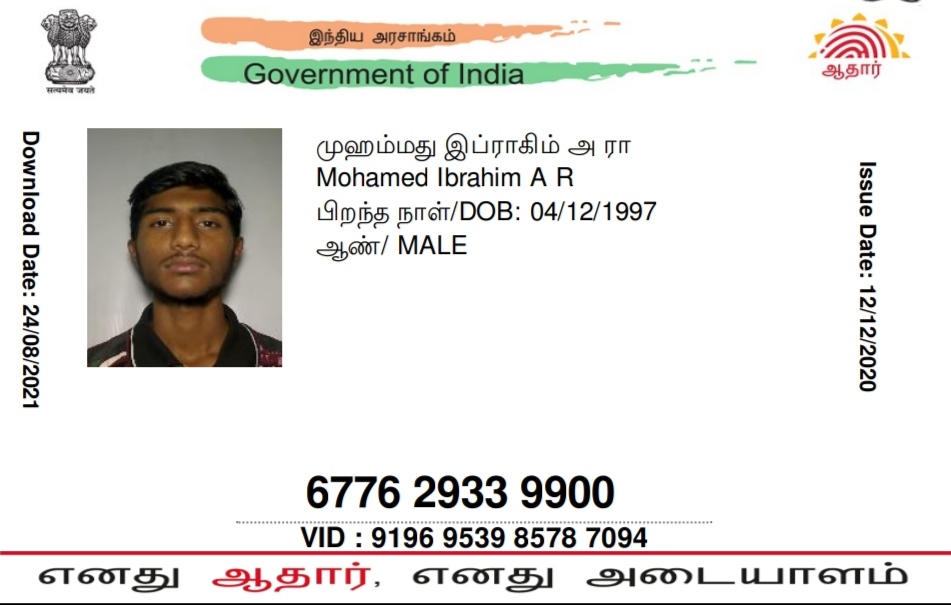 இந்திய அரசாங்கம்
Government of India
सत्यमेव जयते
ஆதார்
Download Date: 24/08/2021
முஹம்மது இப்ராகிம் அ ரா
Mohamed Ibrahim A R
பிறந்த நாள்/DOB: 04/12/1997
ஆண்/ MALE
Issue Date: 12/12/2020
6776 2933 9900
VID : 9196 9539 8578 7094
எனது ஆதார், எனது அடையாளம்